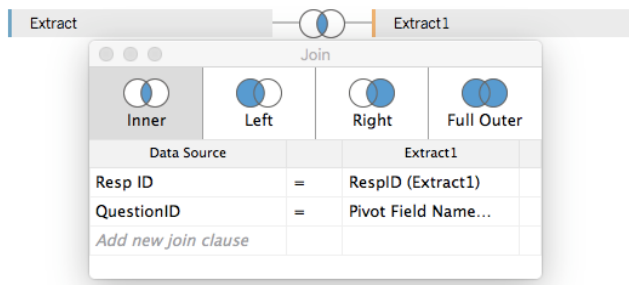 Extract Extract1
Join
Inner Left Right Full Outer
Data Source Extract1
Resp ID = RespID (Extract1)
QuestionID = Pivot Field Name...
Add new join clause